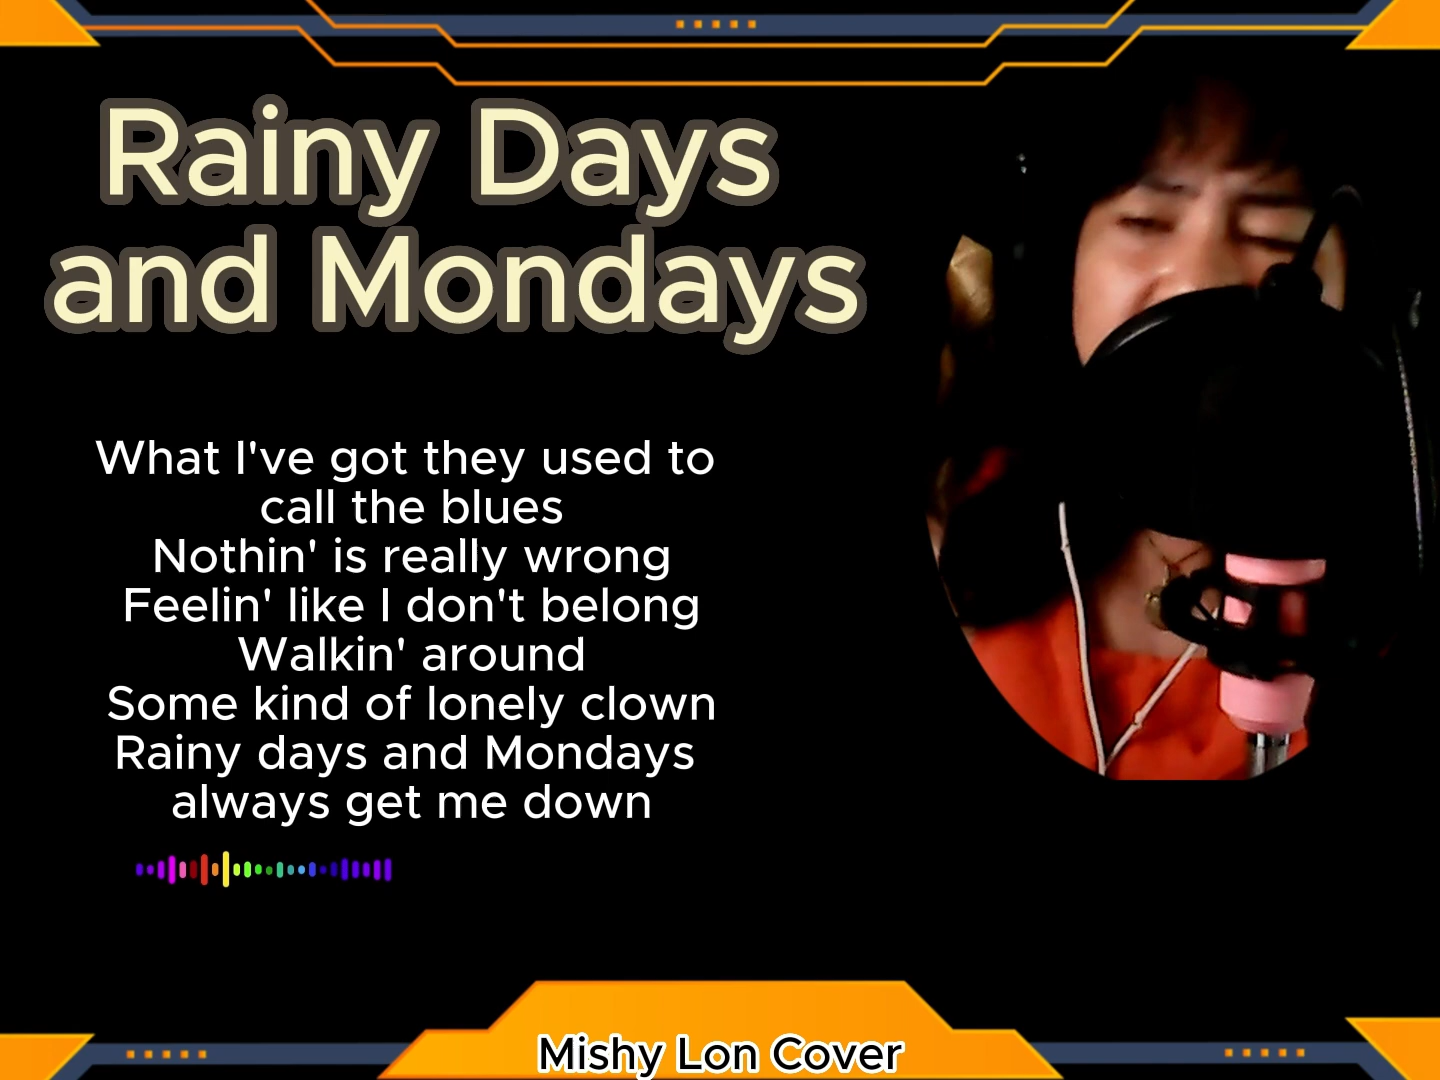 Rainy Days
and Mondays
What I've got they used to
call the blues
Nothin' is really wrong
Feelin' like I don't belong
Walkin' around
Some kind of lonely clown
Rainy days and Mondays
always get me down
Mishy Lon Cover